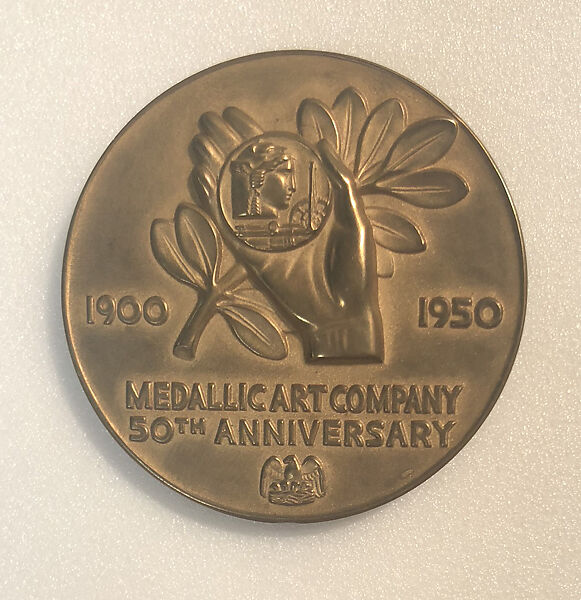 1900 1950
MEDALLIC ART COMPANY
50TH ANNIVERSARY